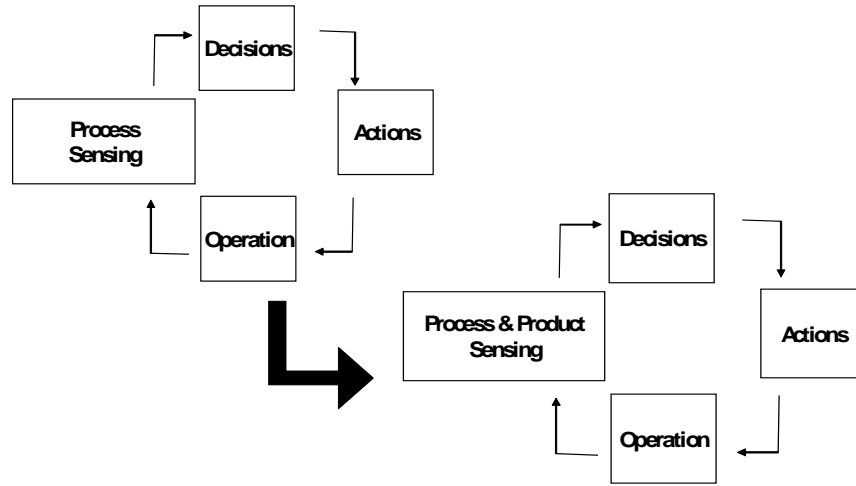 Decisions
Process
Sensing
Actions
Operation
Decisions
Process & Product
Sensing
Actions
Operation